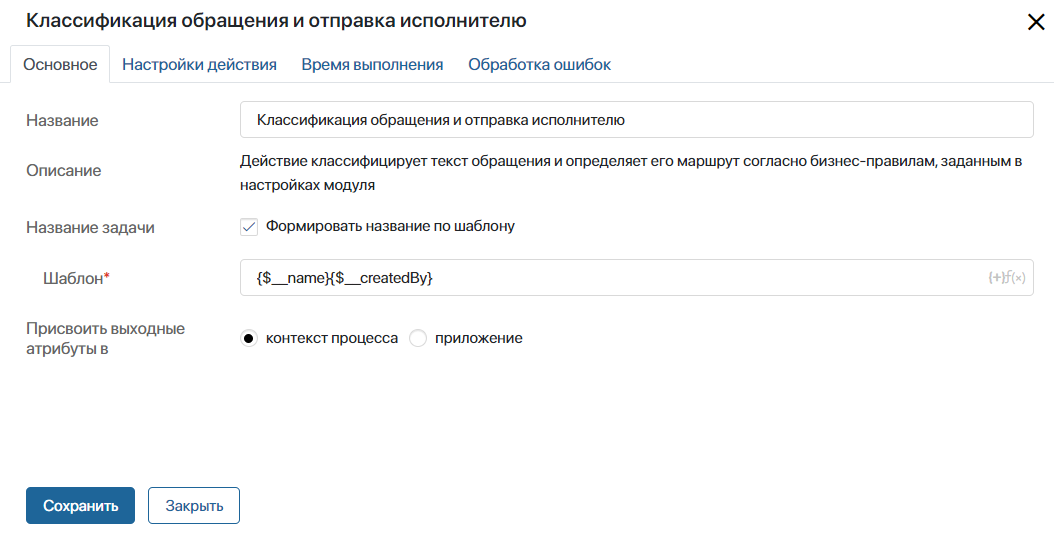 Классификация обращения и отправка исполнителю
Основное Настройки действия Время выполнения Обработка ошибок
Название Классификация обращения и отправка исполнителю
Описание Действие классифицирует текст обращения и определяет его маршрут согласно бизнес-правилам, заданным в
настройках модуля
Название задачи Формировать название по шаблону
Шаблон* {$__name}{$__createdBy} {+}ƒ(×)
Присвоить выходные
атрибуты в контекст процесса приложение
Сохранить Закрыть